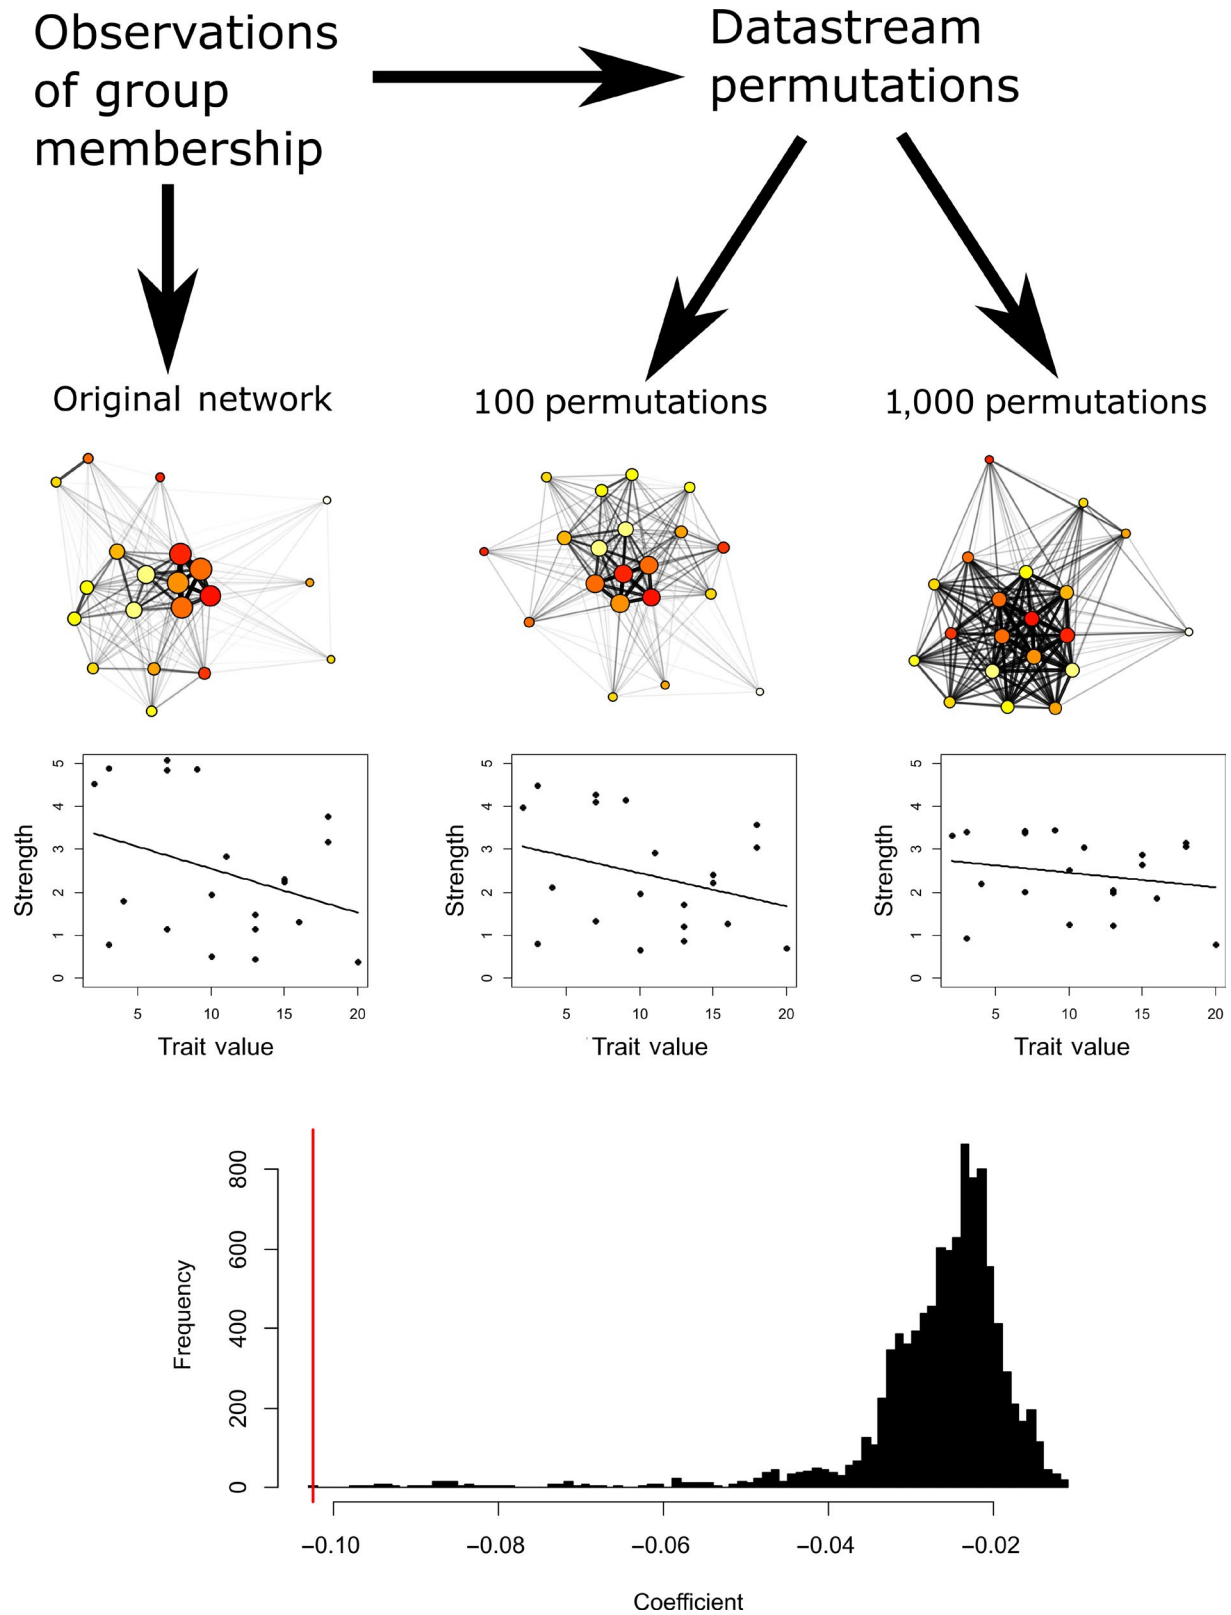 Observations
of group
membership
Datastream
permutations
Original network
100 permutations
1,000 permutations
Strength
5
4
3
2
1
0
5 10 15 20
Trait value
Strength
5
4
3
2
1
0
5 10 15 20
Trait value
Strength
5
4
3
2
1
0
5 10 15 20
Trait value
Frequency
800
600
400
200
0
−0.10 −0.08 −0.06 −0.04 −0.02
Coefficient